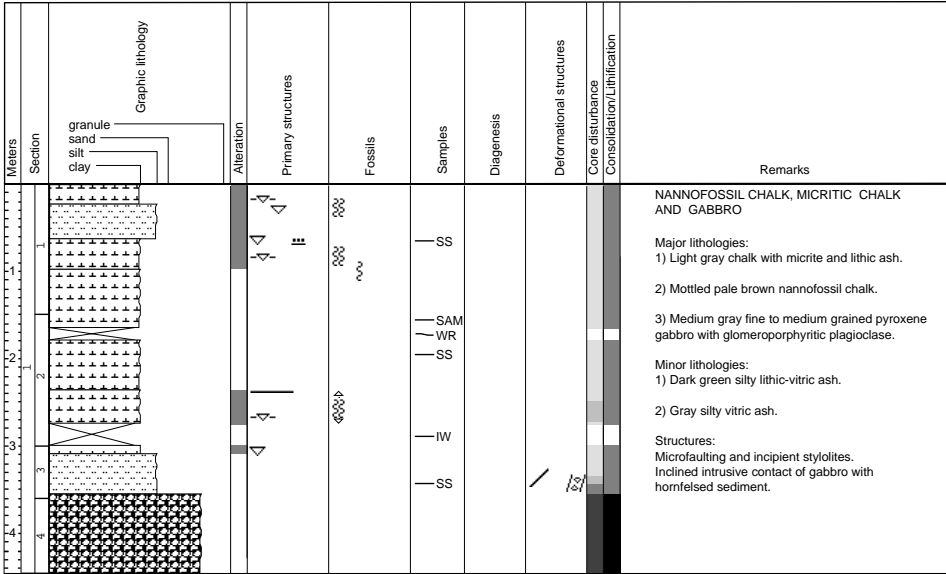 Meters
Section
Graphic lithology
granule
sand
silt
clay
Alteration
Primary structures
Fossils
Samples
Diagenesis
Deformational structures
Core disturbance
Consolidation/Lithification
Remarks
1
2
3
4
1
1
2
3
4
SS
SAM
WR
SS
IW
SS
NANNOFOSSIL CHALK, MICRITIC CHALK
AND GABBRO
Major lithologies:
1) Light gray chalk with micrite and lithic ash.
2) Mottled pale brown nannofossil chalk.
3) Medium gray fine to medium grained pyroxene
gabbro with glomeroporphyritic plagioclase.
Minor lithologies:
1) Dark green silty lithic-vitric ash.
2) Gray silty vitric ash.
Structures:
Microfaulting and incipient stylolites.
Inclined intrusive contact of gabbro with
hornfelsed sediment.